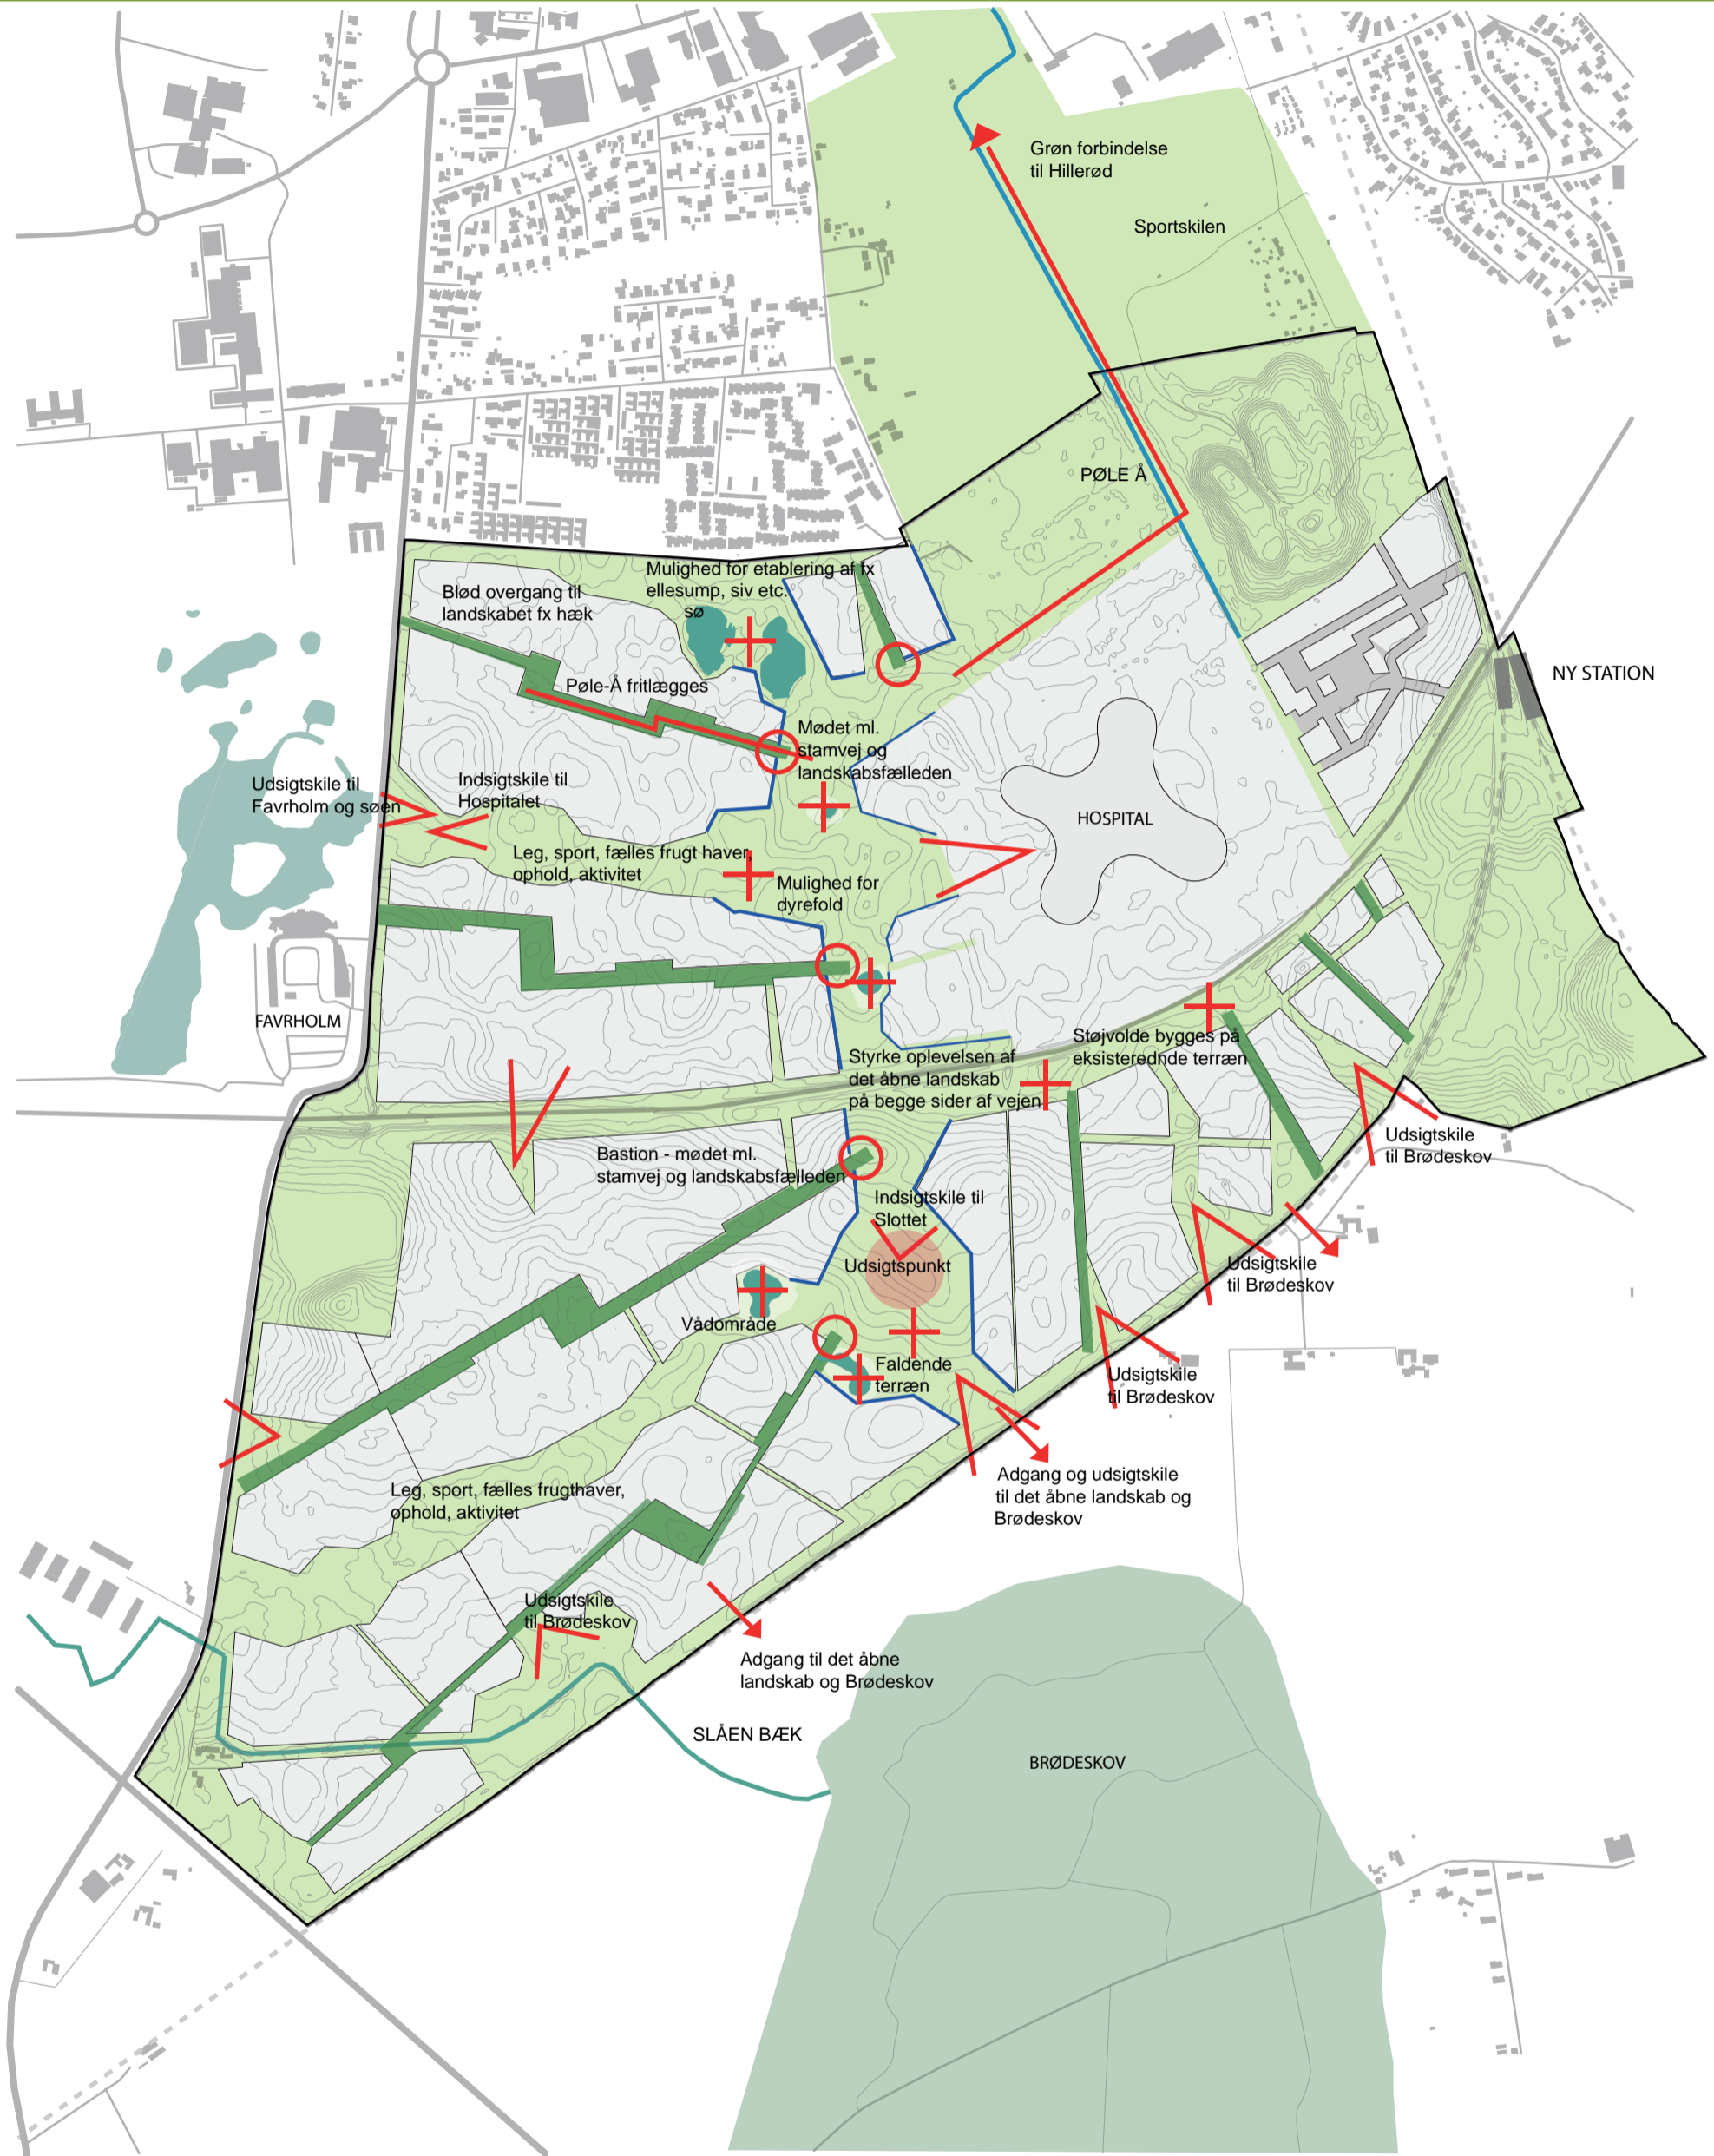 Grøn forbindelse
til Hillerød
Sportskilen
PØLE Å
Mulighed for etablering af fx
ellesump, siv etc.
sø
Blød overgang til
landskabet fx hæk
Pøle-Å fritlægges
NY STATION
Mødet ml.
stamvej og
landskabsfælleden
Udsigtskile til
Favrholm og søen
Indsigtskile til
Hospitalet
HOSPITAL
Leg, sport, fælles frugt haver,
ophold, aktivitet
Mulighed for
dyrefold
FAVRHOLM
Støjvolde bygges på
eksisterødnde terræn
Styrke oplevelsen af
det åbne landskab
på begge sider af vejen
Udsigtskile
til Brødeskov
Bastion - mødet ml.
stamvej og landskabsfælleden
Indsigtskile til
Slottet
Udsigtspunkt
Udsigtskile
til Brødeskov
Vådområde
Faldende
terræn
Udsigtskile
til Brødeskov
Adgang og udsigtskile
til det åbne landskab og
Brødeskov
Leg, sport, fælles frugthaver,
ophold, aktivitet
Udsigtskile
til Brødeskov
Adgang til det åbne
landskab og Brødeskov
SLÅEN BÆK
BRØDESKOV